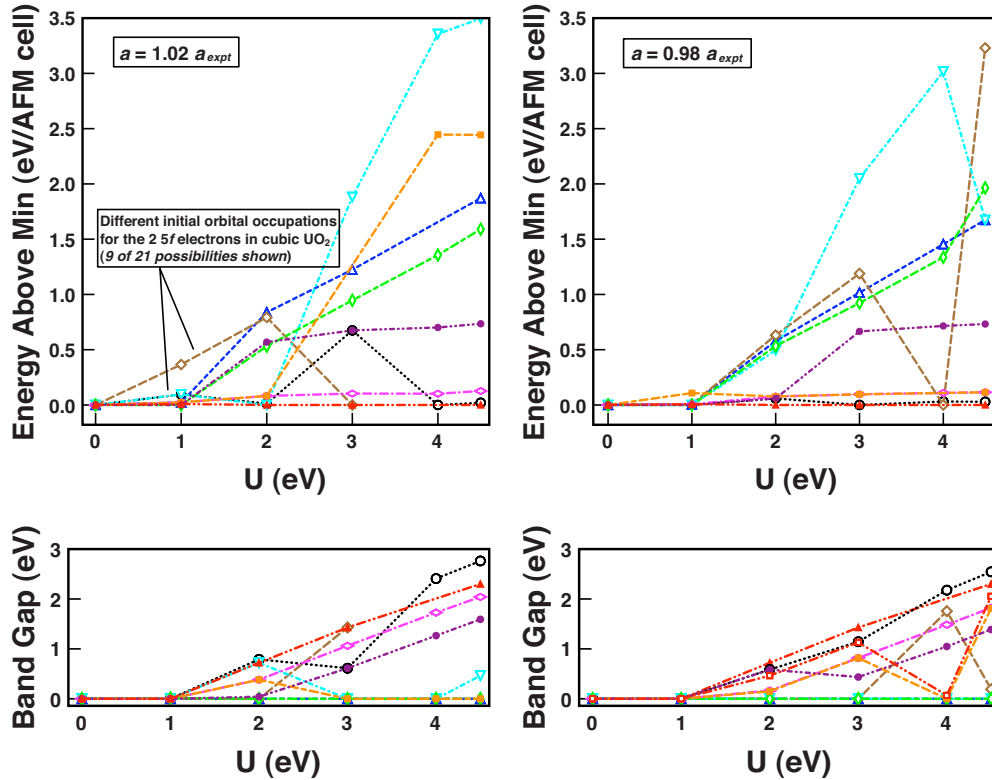 a = 1.02 a_expt
Energy Above Min (eV/AFM cell)
3.5
3.0
2.5
2.0
1.5
1.0
0.5
0.0
Different initial orbital occupations
for the 2 5f electrons in cubic UO₂
(9 of 21 possibilities shown)
0 1 2 3 4
U (eV)
a = 0.98 a_expt
Energy Above Min (eV/AFM cell)
3.5
3.0
2.5
2.0
1.5
1.0
0.5
0.0
0 1 2 3 4
U (eV)
Band Gap (eV)
3
2
1
0
0 1 2 3 4
U (eV)
Band Gap (eV)
3
2
1
0
0 1 2 3 4
U (eV)